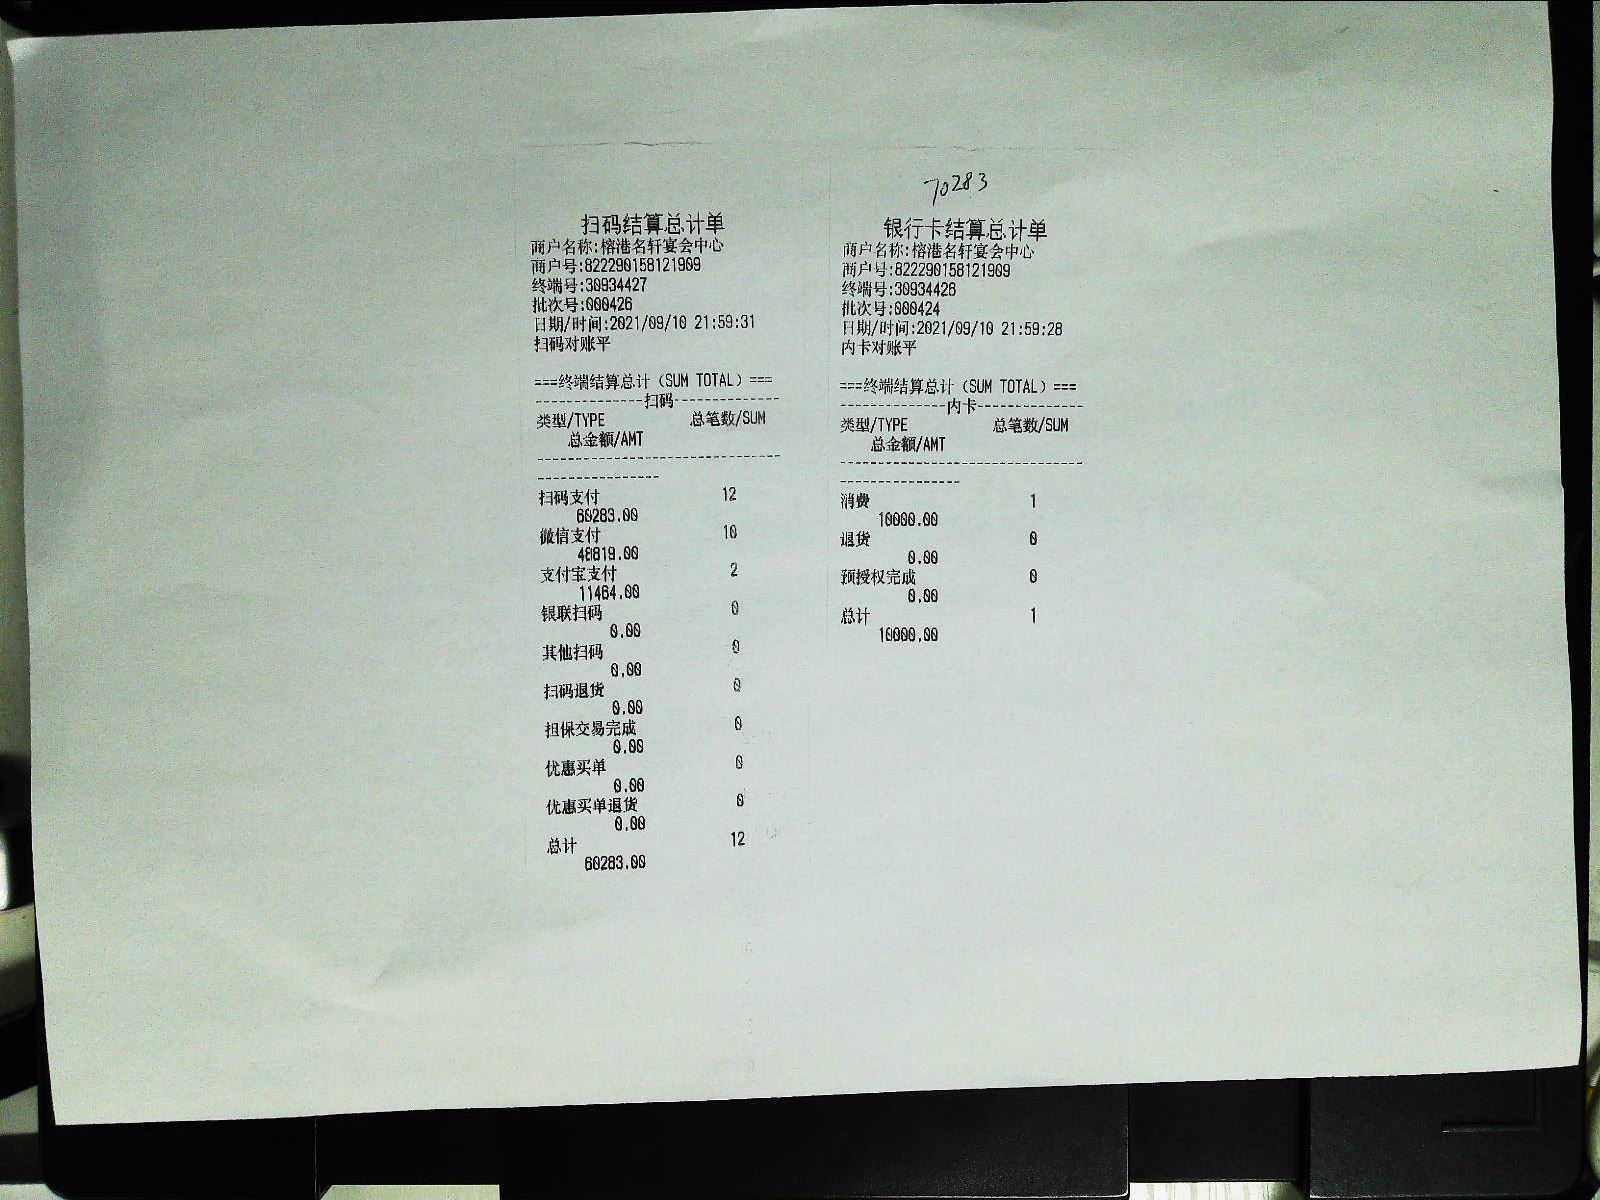 扫码结算总计单
商户名称:榕港名轩宴会中心
商户号:822290158121909
终端号:30934427
批次号:000426
日期/时间:2021/09/10 21:59:31
扫码对账平
===终端结算总计（SUM TOTAL）===
--------------扫码--------------
类型/TYPE 总笔数/SUM
总金额/AMT
--------------------------------
----------------
扫码支付 12
60283.00
微信支付 10
48819.00
支付宝支付 2
11464.00
银联扫码 0
0.00
其他扫码 0
0.00
扫码退货 0
0.00
担保交易完成 0
0.00
优惠买单 0
0.00
优惠买单退货 0
0.00
总计 12
60283.00
70283
银行卡结算总计单
商户名称:榕港名轩宴会中心
商户号:822290158121909
终端号:30934426
批次号:000424
日期/时间:2021/09/10 21:59:28
内卡对账平
===终端结算总计（SUM TOTAL）===
--------------内卡--------------
类型/TYPE 总笔数/SUM
总金额/AMT
--------------------------------
----------------
消费 1
10000.00
退货 0
0.00
预授权完成 0
0.00
总计 1
10000.00